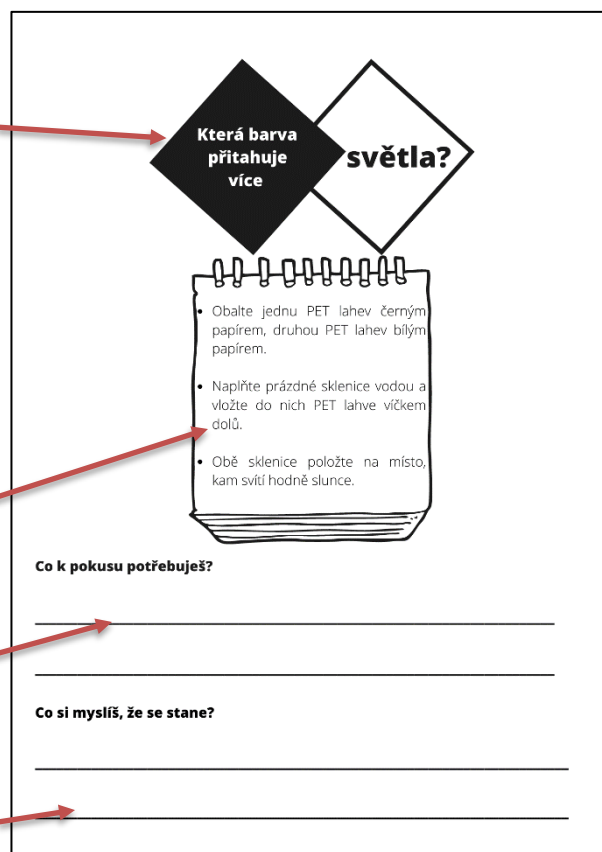 Která barva
přitahuje
více
světla?
• Obalte jednu PET lahev černým
papírem, druhou PET lahev bílým
papírem.
• Naplňte prázdné sklenice vodou a
vložte do nich PET lahve víčkem
dolů.
• Obě sklenice položte na místo,
kam svítí hodně slunce.
Co k pokusu potřebuješ?
Co si myslíš, že se stane?